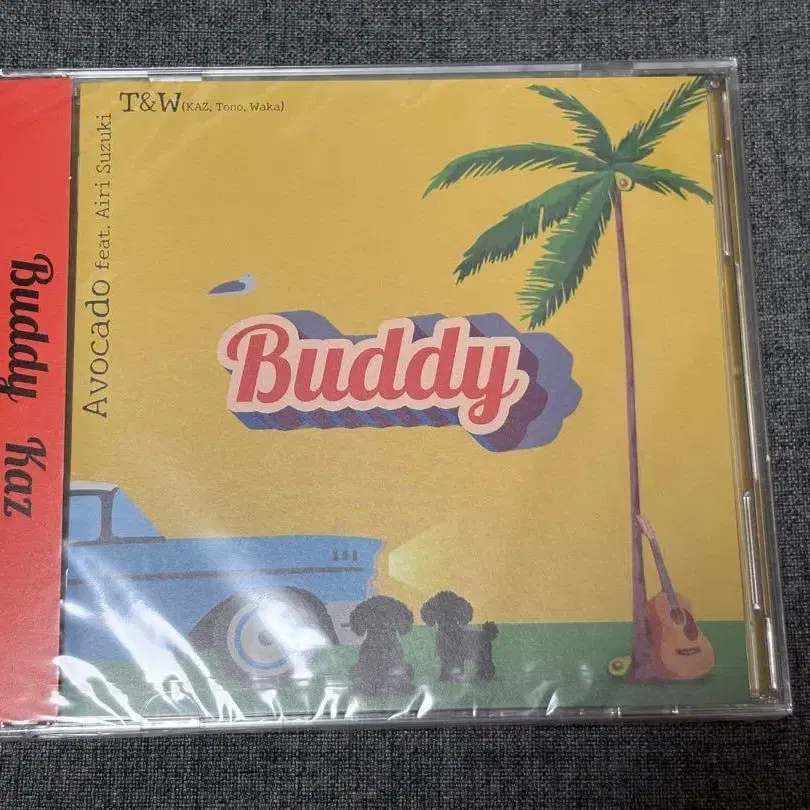 T&W(KAZ, Tono, Waka)
Avocado feat. Airi Suzuki
Buddy
Buddy Kaz